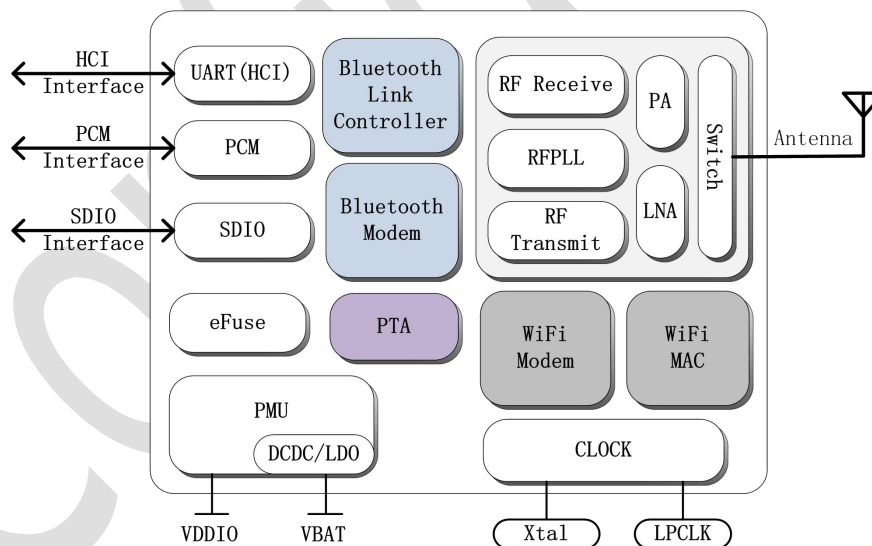 HCI
Interface
UART(HCI)
Bluetooth
Link
Controller
RF Receive
PA
Switch
Antenna
PCM
Interface
PCM
RFPLL
Bluetooth
Modem
RF
Transmit
LNA
SDIO
Interface
SDIO
eFuse
PTA
WiFi
Modem
WiFi
MAC
PMU
DCDC/LDO
CLOCK
VDDIO
VBAT
Xtal
LPCLK